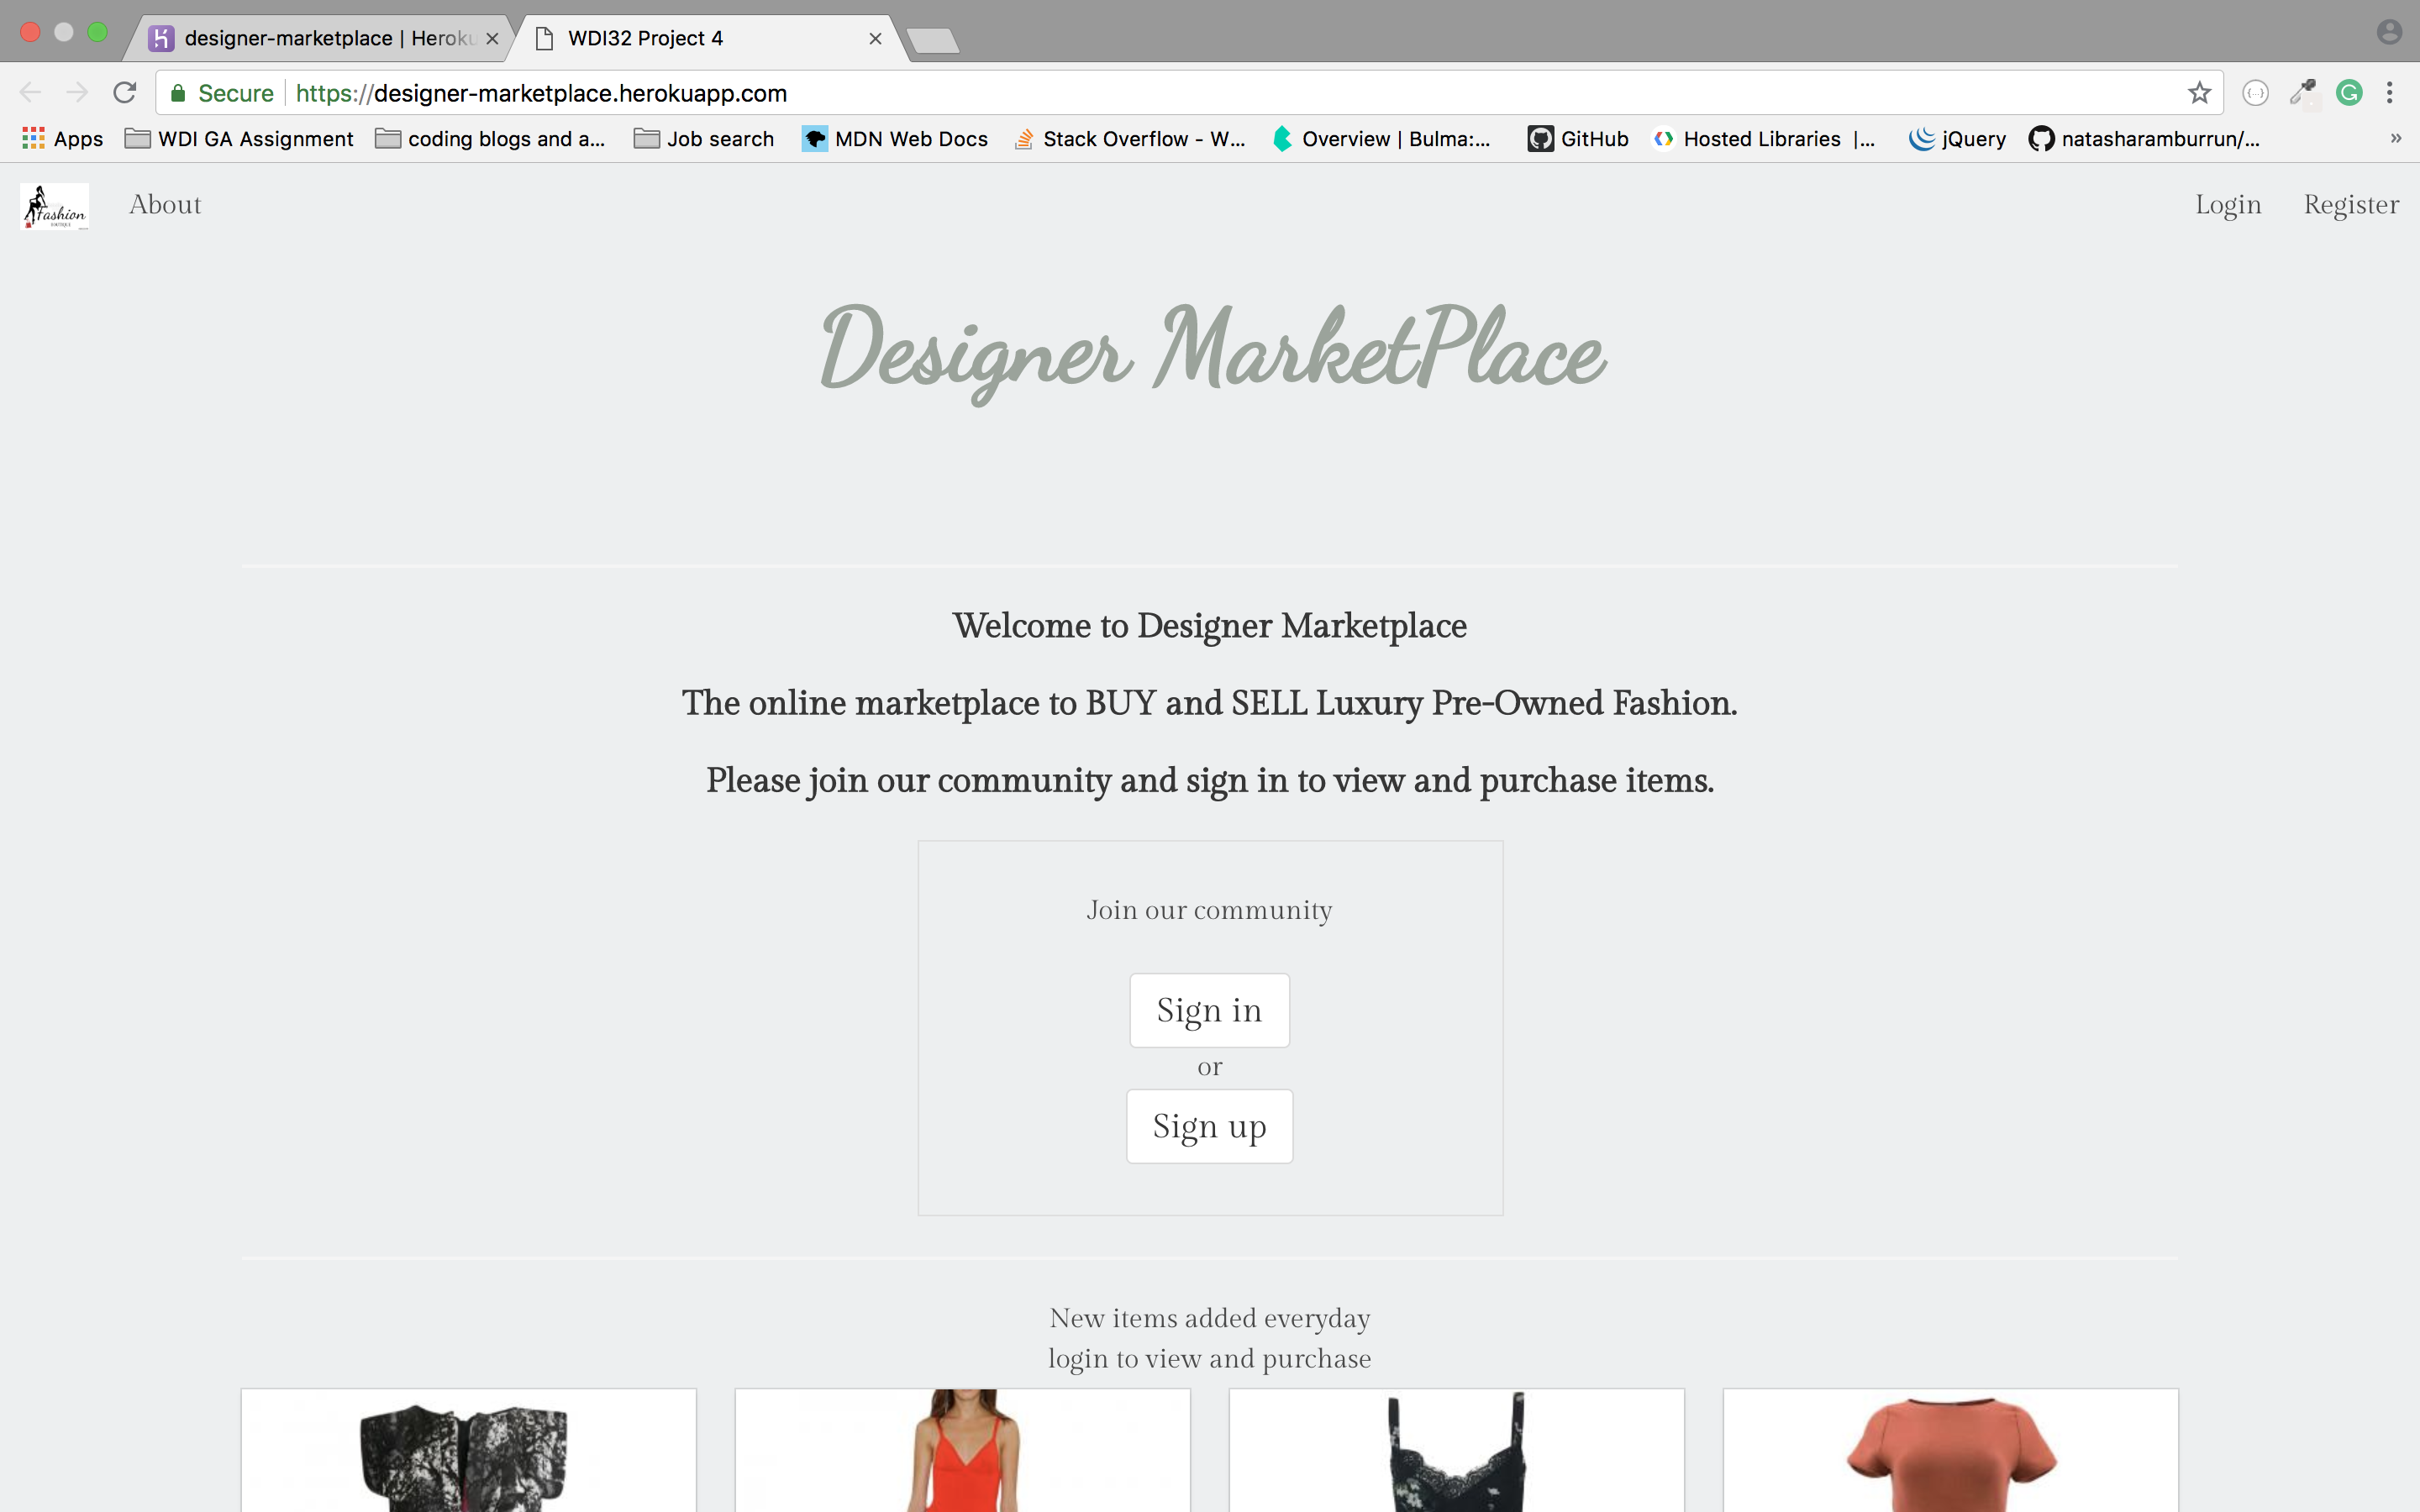 designer-marketplace | Heroku
WDI32 Project 4
Secure https://designer-marketplace.herokuapp.com
Apps WDI GA Assignment coding blogs and a... Job search MDN Web Docs Stack Overflow - W... Overview | Bulma:... GitHub Hosted Libraries |... jQuery natasharamburrun/... »
Fashion
BOUTIQUE
About
Login Register
Designer MarketPlace
Welcome to Designer Marketplace
The online marketplace to BUY and SELL Luxury Pre-Owned Fashion.
Please join our community and sign in to view and purchase items.
Join our community
Sign in
or
Sign up
New items added everyday
login to view and purchase